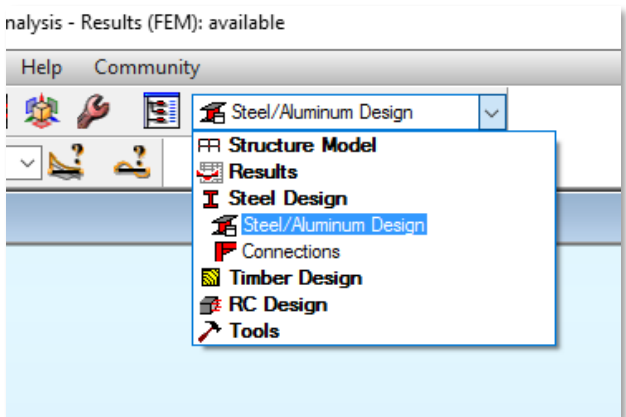 nalysis - Results (FEM): available
Help Community
Steel/Aluminum Design
Structure Model
Results
Steel Design
Steel/Aluminum Design
Connections
Timber Design
RC Design
Tools